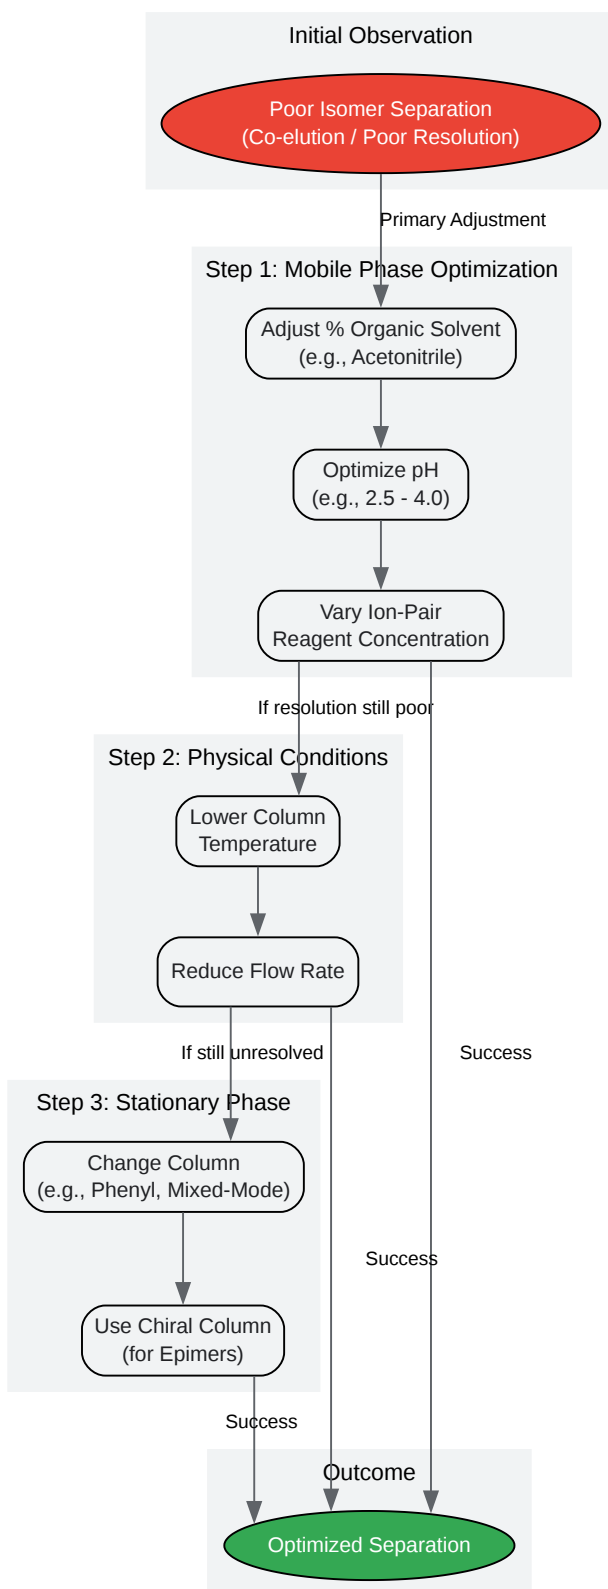 Initial Observation
Poor Isomer Separation
(Co-elution / Poor Resolution)
Primary Adjustment
Step 1: Mobile Phase Optimization
Adjust % Organic Solvent
(e.g., Acetonitrile)
Optimize pH
(e.g., 2.5 - 4.0)
Vary Ion-Pair
Reagent Concentration
If resolution still poor
Step 2: Physical Conditions
Lower Column
Temperature
Reduce Flow Rate
If still unresolved
Success
Step 3: Stationary Phase
Change Column
(e.g., Phenyl, Mixed-Mode)
Success
Use Chiral Column
(for Epimers)
Success
Outcome
Optimized Separation